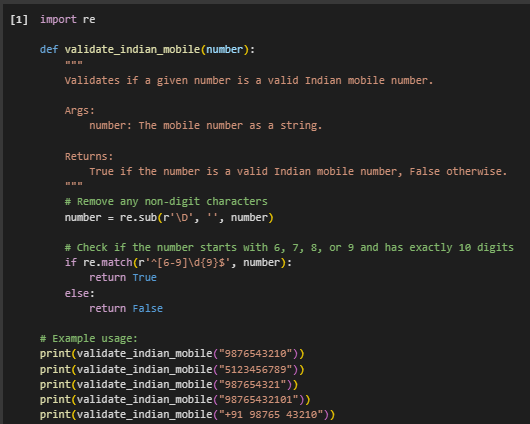 [1] import re
def validate_indian_mobile(number):
"""
Validates if a given number is a valid Indian mobile number.
Args:
number: The mobile number as a string.
Returns:
True if the number is a valid Indian mobile number, False otherwise.
"""
# Remove any non-digit characters
number = re.sub(r'\D', '', number)
# Check if the number starts with 6, 7, 8, or 9 and has exactly 10 digits
if re.match(r'^[6-9]\d{9}$', number):
return True
else:
return False
# Example usage:
print(validate_indian_mobile("9876543210"))
print(validate_indian_mobile("5123456789"))
print(validate_indian_mobile("987654321"))
print(validate_indian_mobile("98765432101"))
print(validate_indian_mobile("+91 98765 43210"))